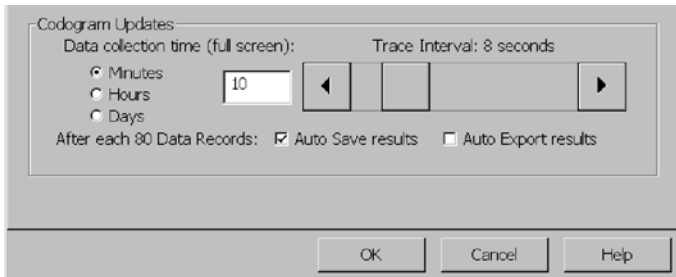 Codogram Updates
Data collection time (full screen): Trace Interval: 8 seconds
Minutes 10
Hours
Days
After each 80 Data Records: Auto Save results Auto Export results
OK Cancel Help